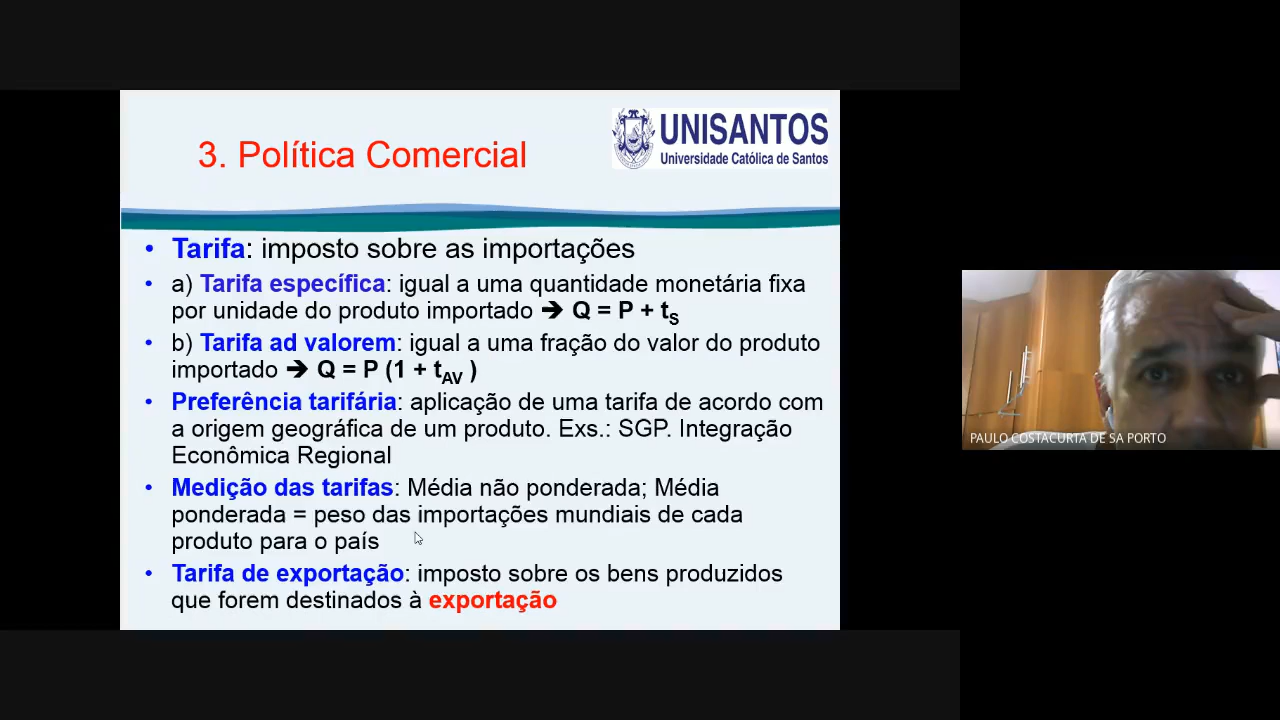 3. Política Comercial
UNISANTOS
Universidade Católica de Santos
• Tarifa: imposto sobre as importações
• a) Tarifa específica: igual a uma quantidade monetária fixa
por unidade do produto importado ➔ Q = P + tS
• b) Tarifa ad valorem: igual a uma fração do valor do produto
importado ➔ Q = P (1 + tAV )
• Preferência tarifária: aplicação de uma tarifa de acordo com
a origem geográfica de um produto. Exs.: SGP. Integração
Econômica Regional
• Medição das tarifas: Média não ponderada; Média
ponderada = peso das importações mundiais de cada
produto para o país
• Tarifa de exportação: imposto sobre os bens produzidos
que forem destinados à exportação
PAULO COSTACURTA DE SA PORTO